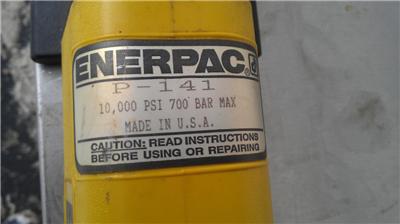 ENERPAC®
P-141
10,000 PSI 700 BAR MAX
MADE IN U.S.A.
CAUTION: READ INSTRUCTIONS
BEFORE USING OR REPAIRING